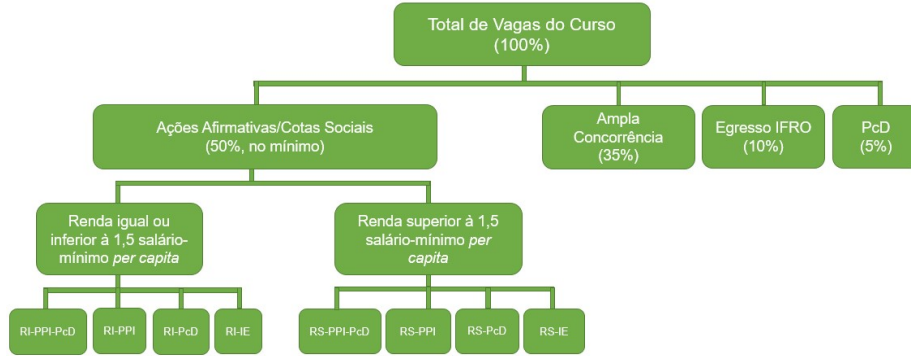 Total de Vagas do Curso
(100%)
Ações Afirmativas/Cotas Sociais
(50%, no mínimo)
Ampla
Concorrência
(35%)
Egresso IFRO
(10%)
PcD
(5%)
Renda igual ou
inferior à 1,5 salário-
mínimo per capita
Renda superior à 1,5
salário-mínimo per
capita
RI-PPI-PcD
RI-PPI
RI-PcD
RI-IE
RS-PPI-PcD
RS-PPI
RS-PcD
RS-IE